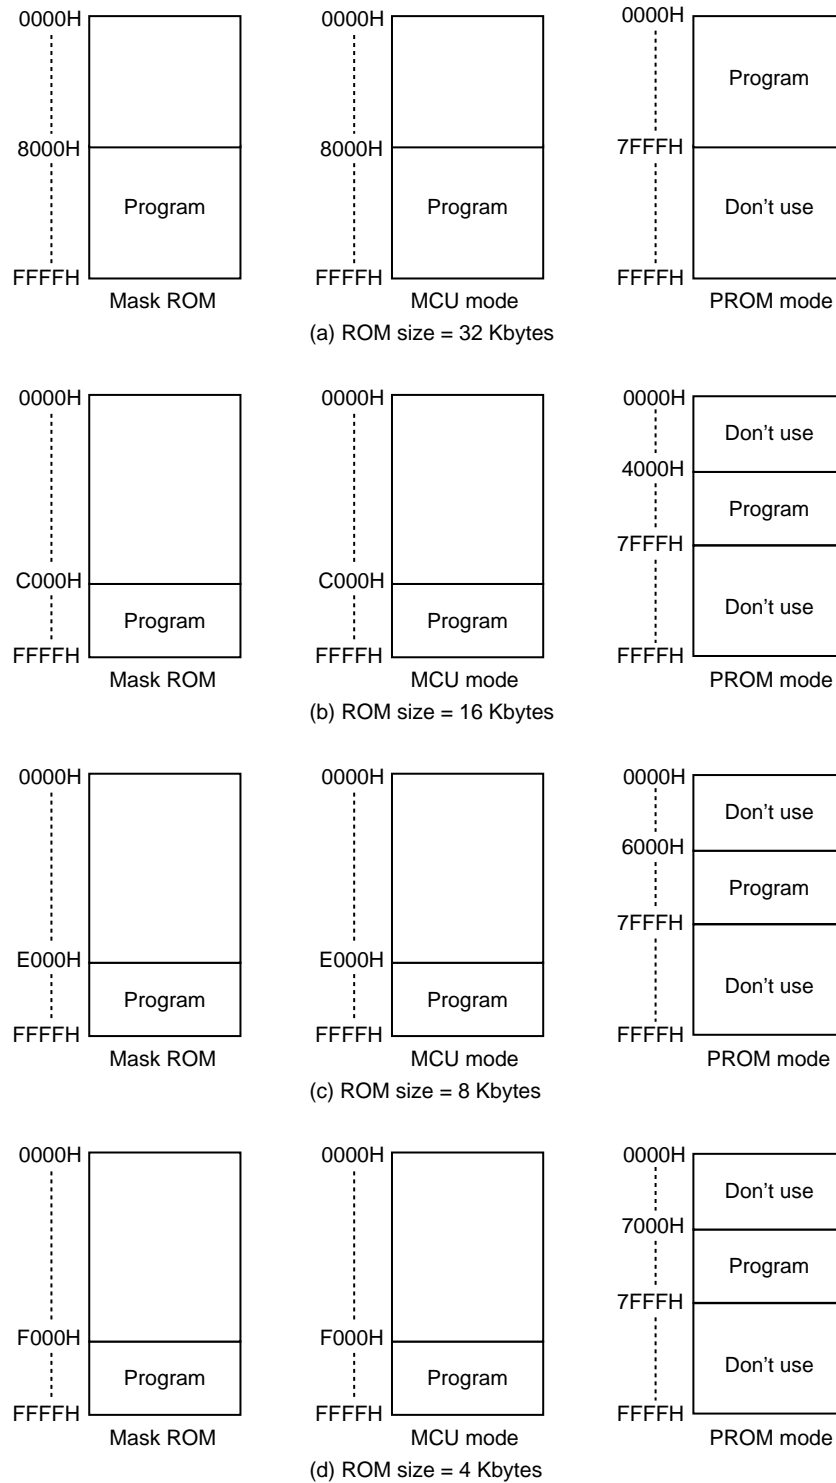 0000H 0000H 0000H
Program
8000H 8000H 7FFFH
Program Program Don't use
FFFFH FFFFH FFFFH
Mask ROM MCU mode PROM mode
(a) ROM size = 32 Kbytes
0000H 0000H 0000H
Don't use
4000H
Program
7FFFH
C000H C000H
Program Program Don't use
FFFFH FFFFH FFFFH
Mask ROM MCU mode PROM mode
(b) ROM size = 16 Kbytes
0000H 0000H 0000H
Don't use
6000H
Program
7FFFH
E000H E000H
Program Program Don't use
FFFFH FFFFH FFFFH
Mask ROM MCU mode PROM mode
(c) ROM size = 8 Kbytes
0000H 0000H 0000H
Don't use
7000H
Program
7FFFH
F000H F000H
Program Program Don't use
FFFFH FFFFH FFFFH
Mask ROM MCU mode PROM mode
(d) ROM size = 4 Kbytes